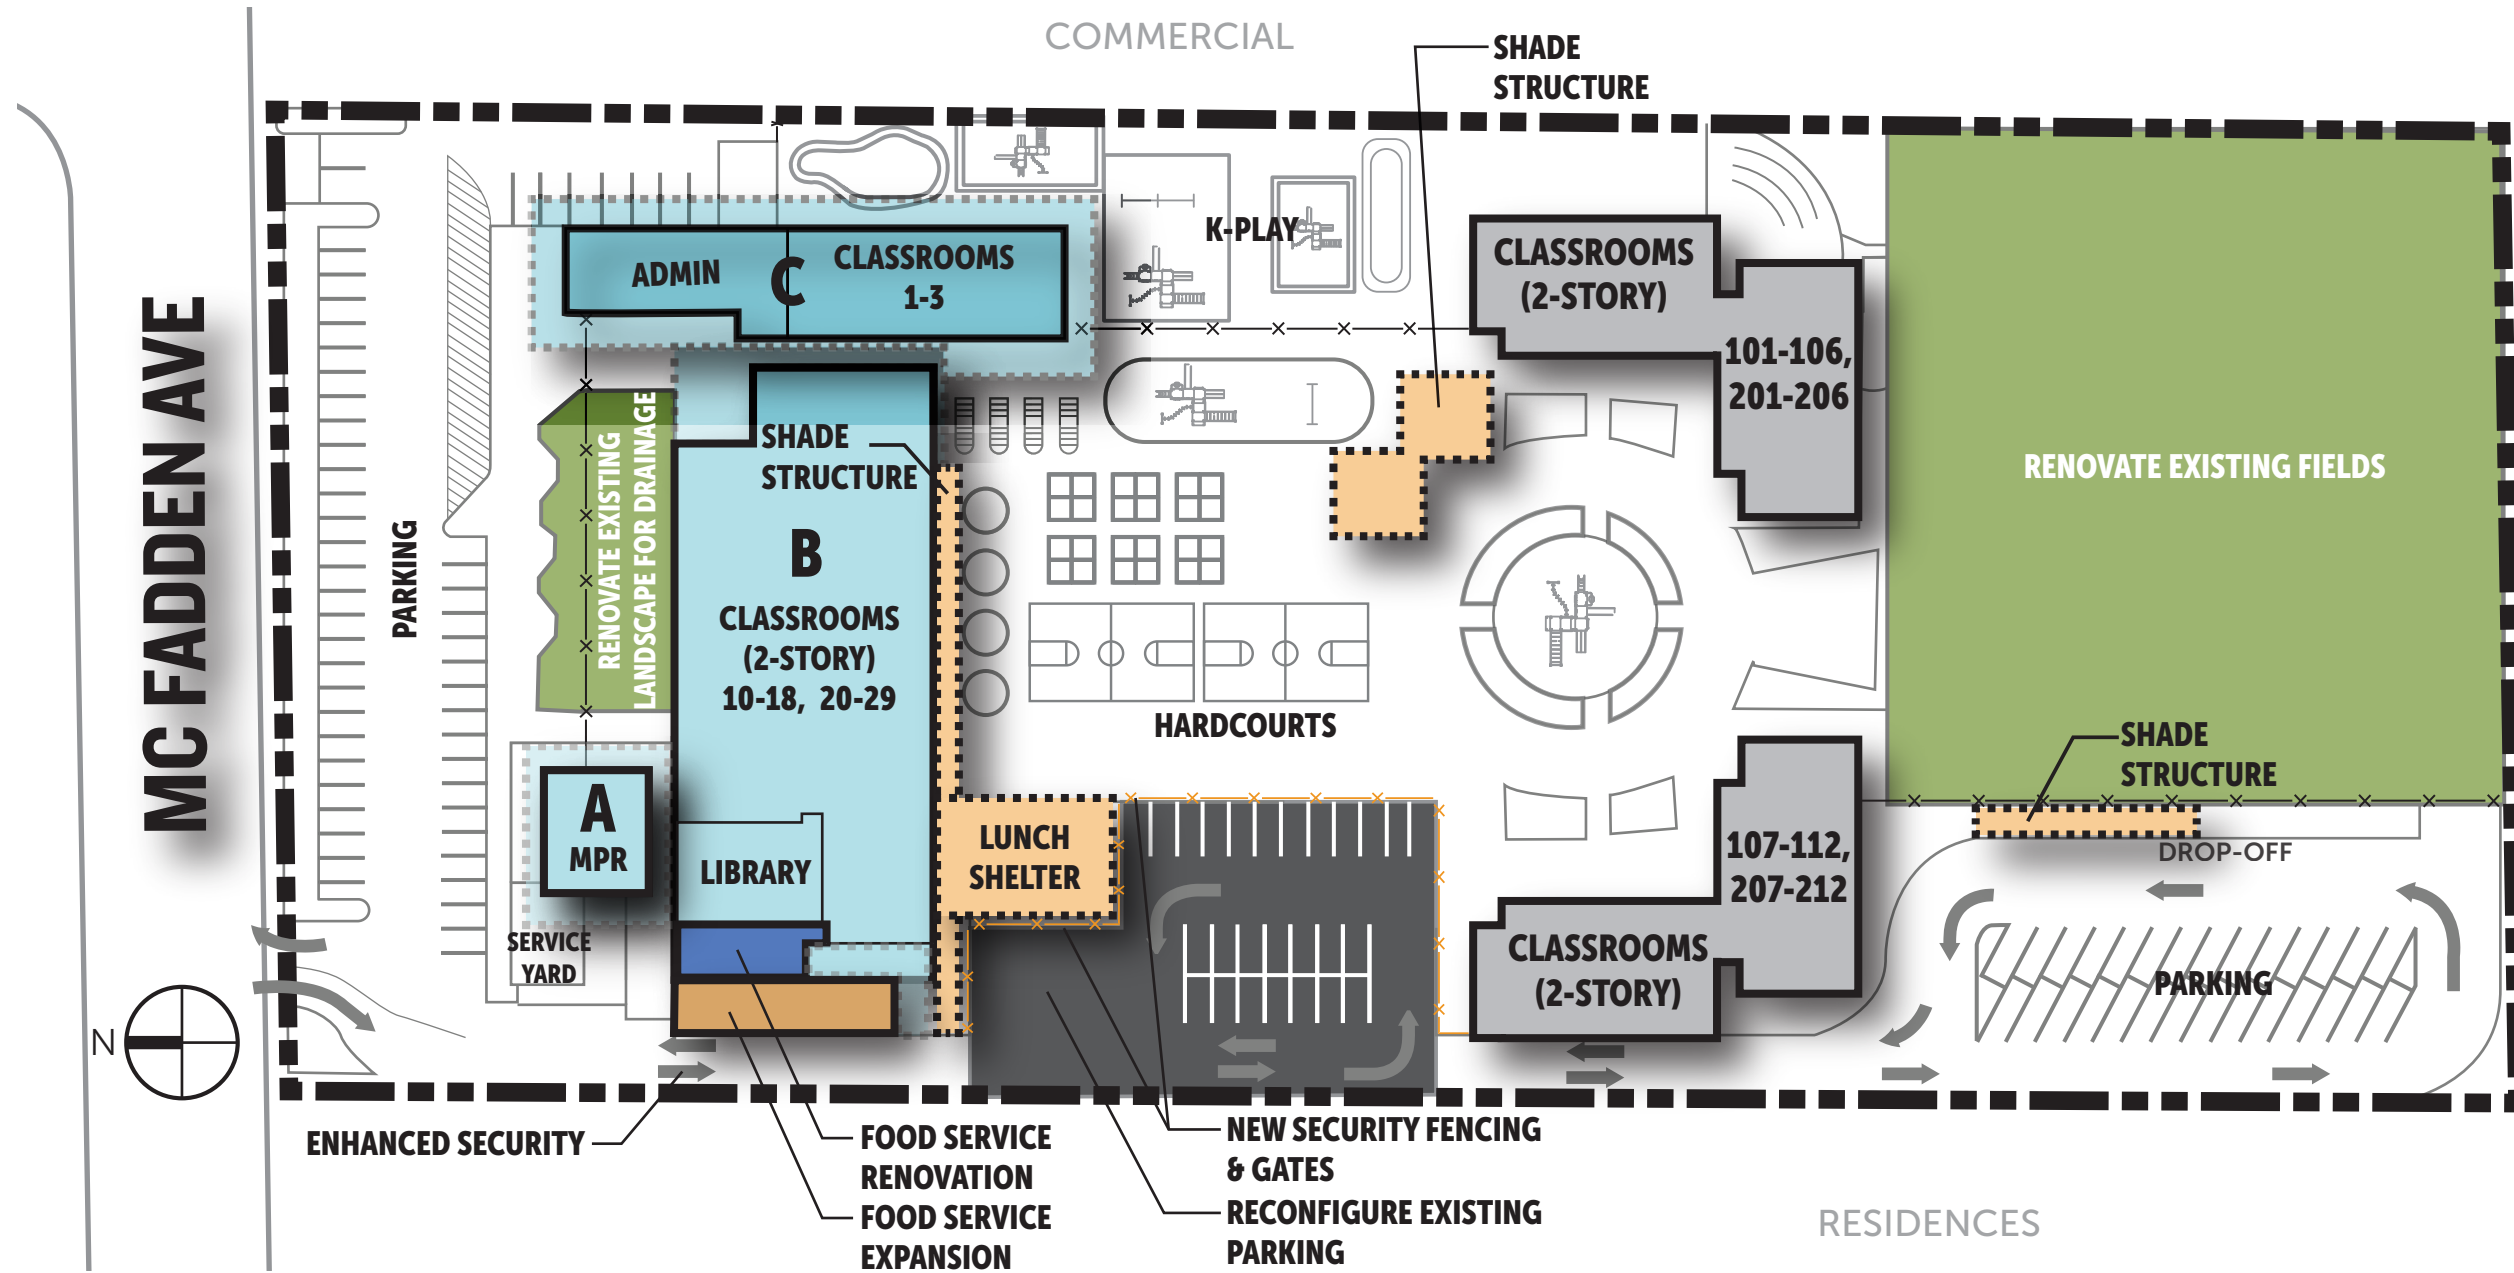 COMMERCIAL
SHADE
STRUCTURE
K-PLAY
ADMIN
C
CLASSROOMS
1-3
CLASSROOMS
(2-STORY)
101-106,
201-206
MC FADDEN AVE
PARKING
RENOVATE EXISTING
LANDSCAPE FOR DRAINAGE
SHADE
STRUCTURE
B
CLASSROOMS
(2-STORY)
10-18, 20-29
RENOVATE EXISTING FIELDS
HARDCOURTS
SHADE
STRUCTURE
DROP-OFF
A
MPR
LIBRARY
LUNCH
SHELTER
107-112,
207-212
CLASSROOMS
(2-STORY)
SERVICE
YARD
PARKING
N
ENHANCED SECURITY
FOOD SERVICE
RENOVATION
FOOD SERVICE
EXPANSION
NEW SECURITY FENCING
& GATES
RECONFIGURE EXISTING
PARKING
RESIDENCES